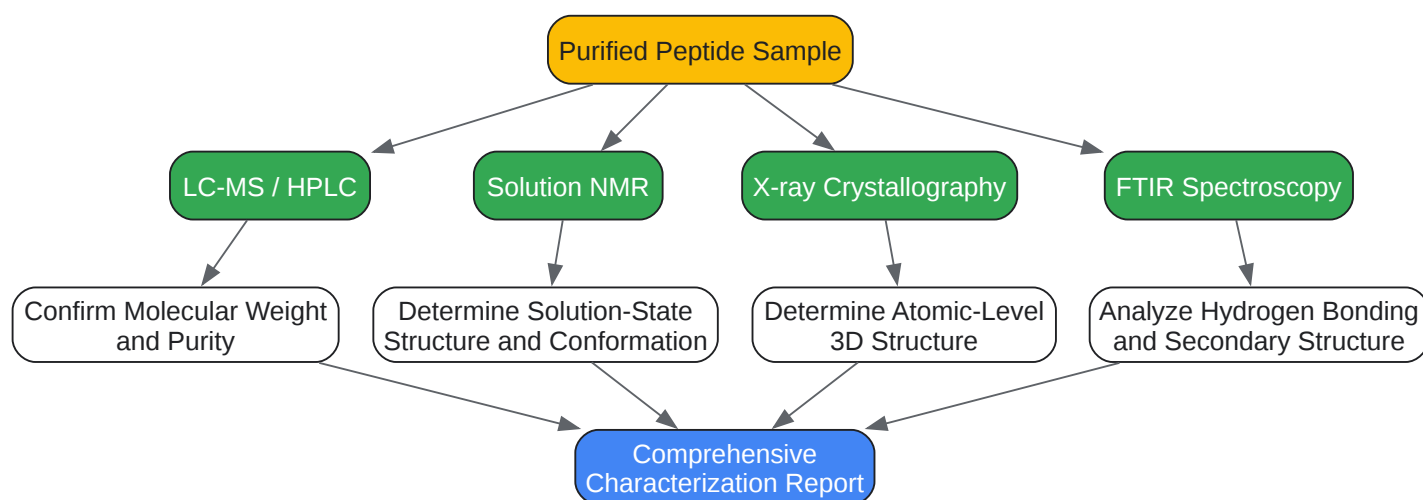 Purified Peptide Sample
LC-MS / HPLC
Solution NMR
X-ray Crystallography
FTIR Spectroscopy
Confirm Molecular Weight
and Purity
Determine Solution-State
Structure and Conformation
Determine Atomic-Level
3D Structure
Analyze Hydrogen Bonding
and Secondary Structure
Comprehensive
Characterization Report